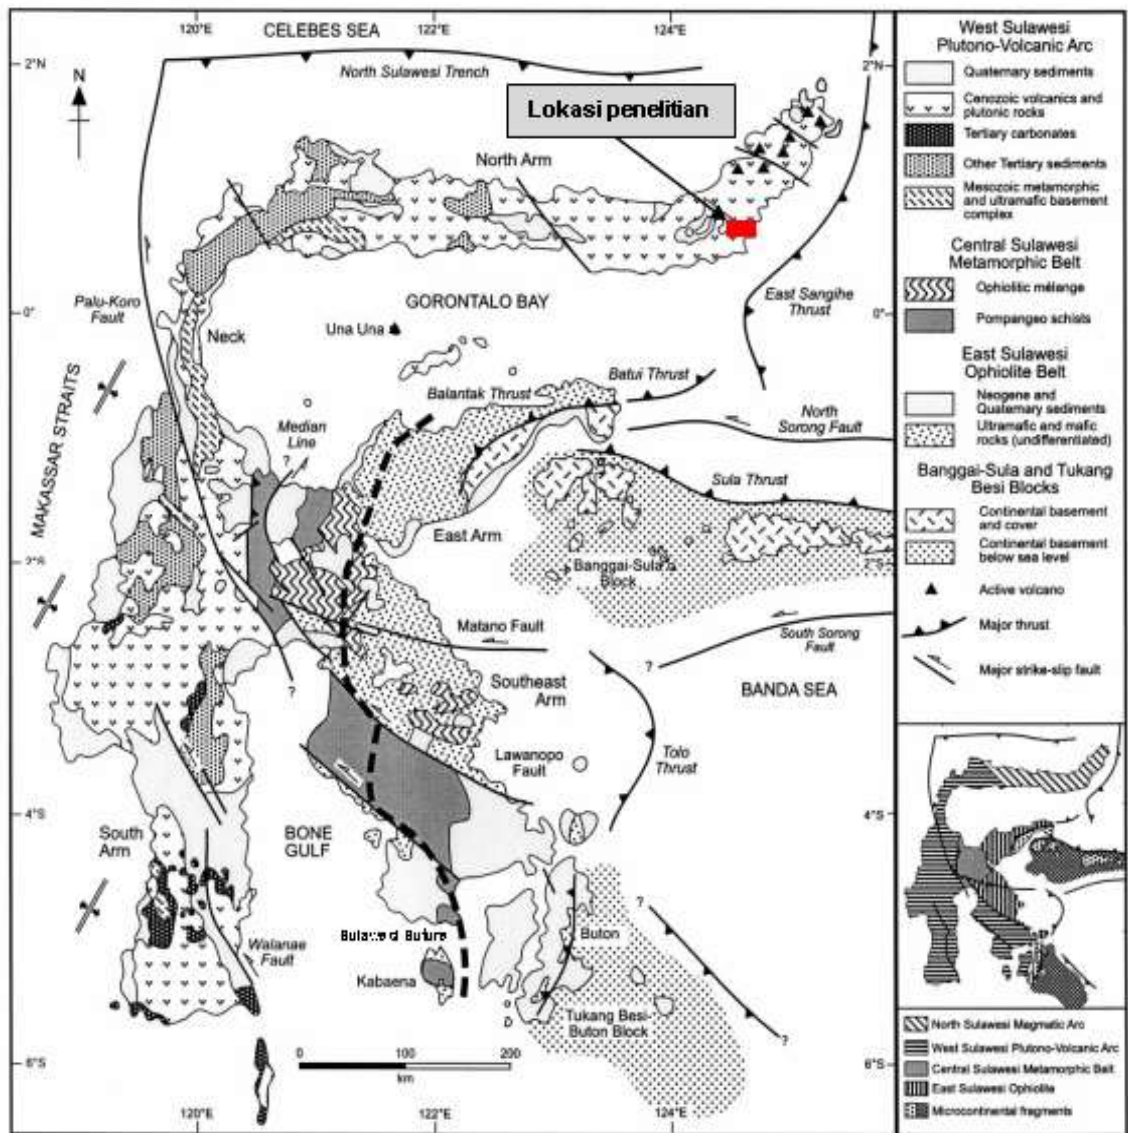 120°E
CELEBES SEA
122°E
124°E
2°N
2°N
North Sulawesi Trench
N
Lokasi penelitian
North Arm
Palu-Koro
Fault
GORONTALO BAY
East Sangihe
Thrust
0°
0°
Neck
Una Una
MAKASSAR STRAITS
Balantak Thrust
Batui Thrust
Median
Line
?
North
Sorong Fault
Sula Thrust
East Arm
2°S
2°S
Banggai-Sula
Block
Matano Fault
South Sorong
Fault
?
?
Southeast
Arm
BANDA SEA
Lawanopo
Fault
Tolo
Thrust
4°S
4°S
South
Arm
BONE
GULF
?
Sulawesi Suture
Buton
Walanae
Fault
Kabaena
Tukang Besi-
Buton Block
?
6°S
6°S
0
100
200
km
120°E
122°E
124°E
West Sulawesi
Plutono-Volcanic Arc
Quaternary sediments
Cenozoic volcanics and
plutonic rocks
Tertiary carbonates
Other Tertiary sediments
Mesozoic metamorphic
and ultramafic basement
complex
Central Sulawesi
Metamorphic Belt
Ophiolitic mélange
Pompangeo schists
East Sulawesi
Ophiolite Belt
Neogene and
Quaternary sediments
Ultramafic and mafic
rocks (undifferentiated)
Banggai-Sula and Tukang
Besi Blocks
Continental basement
and cover
Continental basement
below sea level
Active volcano
Major thrust
Major strike-slip fault
North Sulawesi Magmatic Arc
West Sulawesi Plutono-Volcanic Arc
Central Sulawesi Metamorphic Belt
East Sulawesi Ophiolite
Microcontinental fragments